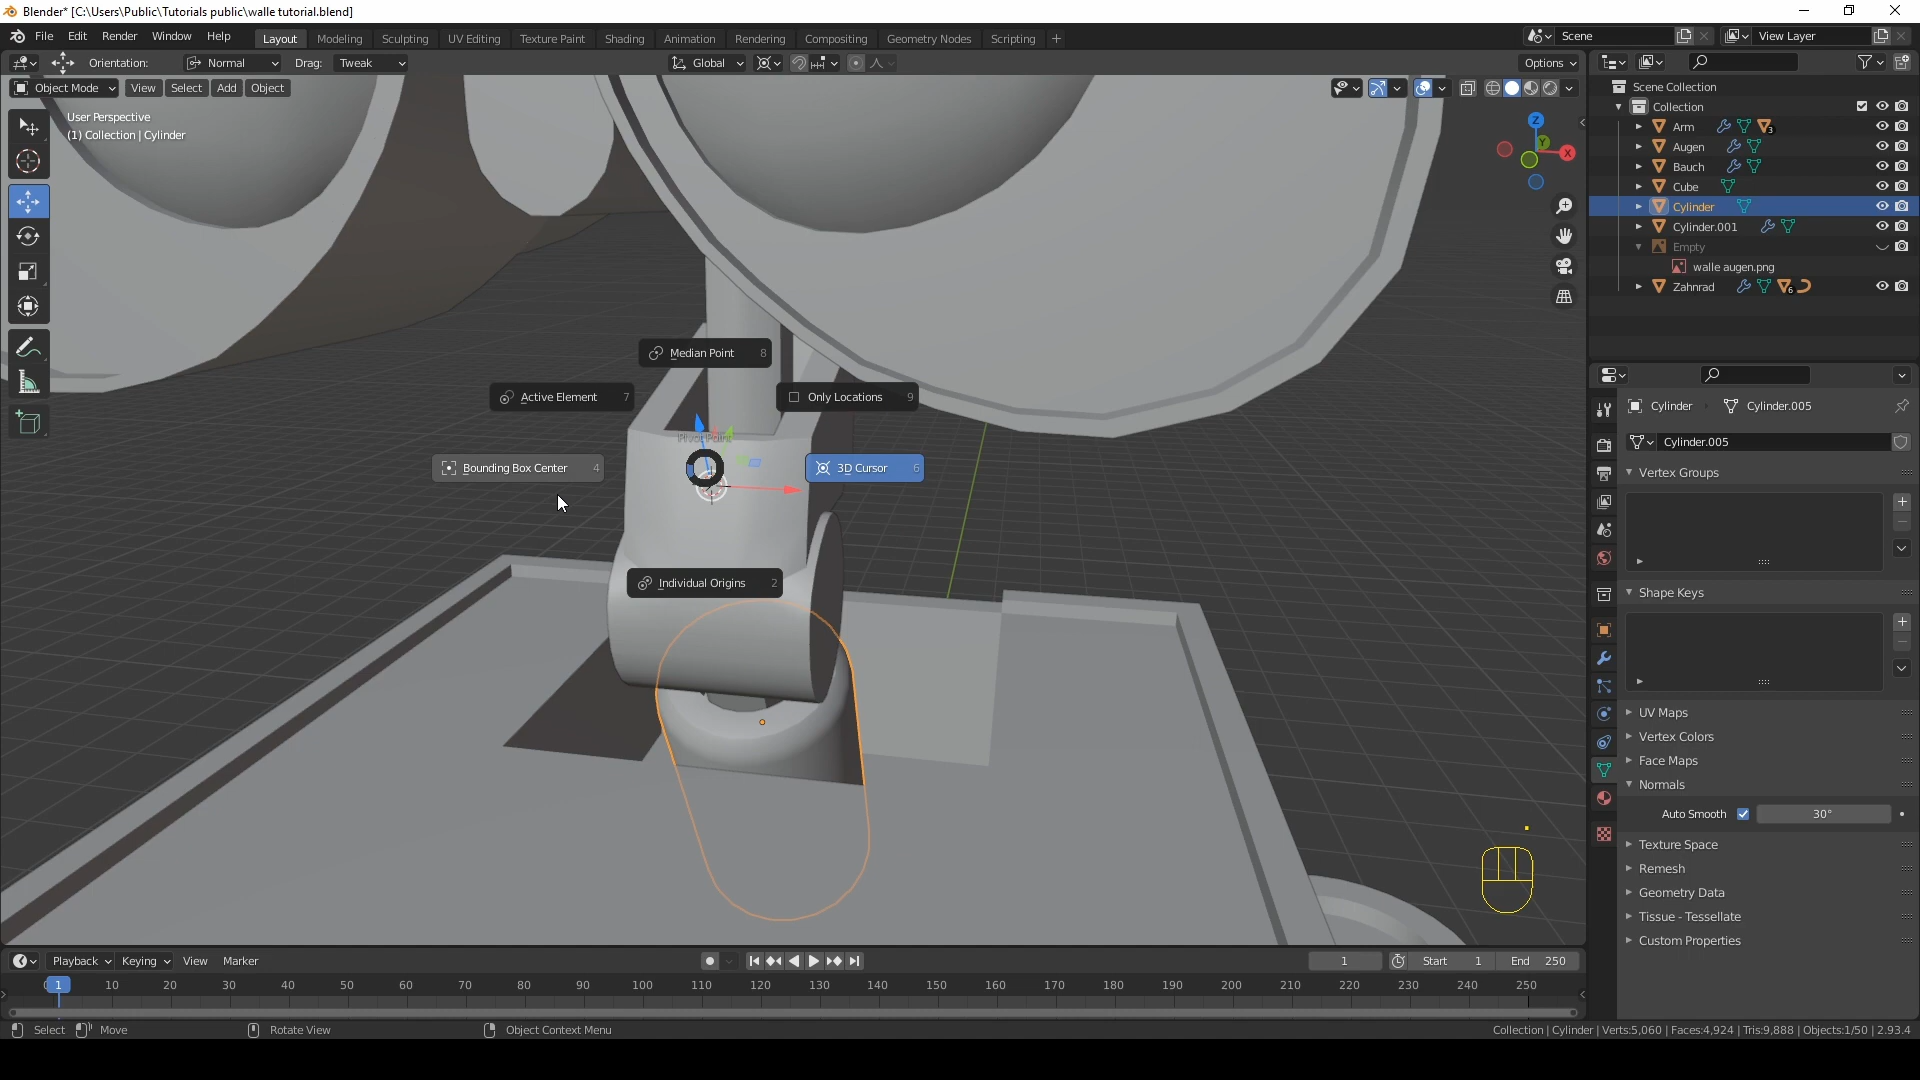 Blender* [C:\Users\Public\Tutorials public\walle tutorial.blend]
File Edit Render Window Help Layout Modeling Sculpting UV Editing Texture Paint Shading Animation Rendering Compositing Geometry Nodes Scripting + Scene View Layer
Orientation: Normal Drag: Tweak Global Options
Object Mode View Select Add Object
User Perspective
(1) Collection | Cylinder
Z
Y
X
Median Point 8
Active Element 7
Only Locations 9
Pivot Point
Bounding Box Center 4
3D Cursor 6
Individual Origins 2
Scene Collection
Collection
Arm 3
Augen
Bauch
Cube
Cylinder
Cylinder.001
Empty
walle augen.png
Zahnrad 6
Cylinder Cylinder.005
Cylinder.005
Vertex Groups
Shape Keys
UV Maps
Vertex Colors
Face Maps
Normals
Auto Smooth 30°
Texture Space
Remesh
Geometry Data
Tissue - Tessellate
Custom Properties
Playback Keying View Marker 1 Start 1 End 250
1 10 20 30 40 50 60 70 80 90 100 110 120 130 140 150 160 170 180 190 200 210 220 230 240 250
Select Move Rotate View Object Context Menu Collection | Cylinder | Verts:5,060 | Faces:4,924 | Tris:9,888 | Objects:1/50 | 2.93.4